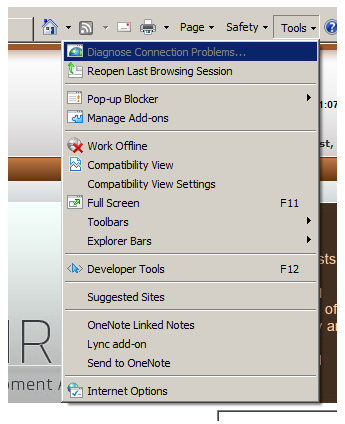 Page Safety Tools
Diagnose Connection Problems...
Reopen Last Browsing Session
Pop-up Blocker
1:07
Manage Add-ons
st,
Work Offline
Compatibility View
Compatibility View Settings
Full Screen F11
Toolbars
Explorer Bars
sts
Developer Tools F12
Suggested Sites
of
OneNote Linked Notes
IR
Lync add-on
Send to OneNote
oment
Internet Options